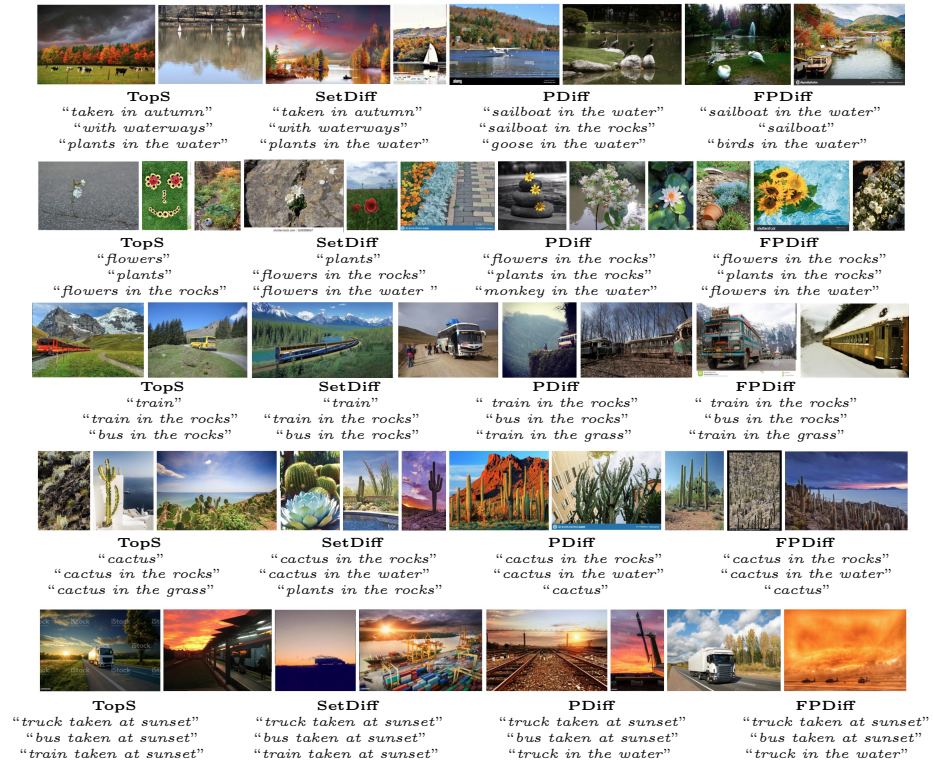 TopS SetDiff PDiff FPDiff
"taken in autumn" "taken in autumn" "sailboat in the water" "sailboat in the water"
"with waterways" "with waterways" "sailboat in the rocks" "sailboat"
"plants in the water" "plants in the water" "goose in the water" "birds in the water"
TopS SetDiff PDiff FPDiff
"flowers" "plants" "flowers in the rocks" "flowers in the rocks"
"plants" "flowers in the rocks" "plants in the rocks" "plants in the rocks"
"flowers in the rocks" "flowers in the water " "monkey in the water" "flowers in the water"
TopS SetDiff PDiff FPDiff
"train" "train" " train in the rocks" " train in the rocks"
"train in the rocks" "train in the rocks" "bus in the rocks" "bus in the rocks"
"bus in the rocks" "bus in the rocks" "train in the grass" "train in the grass"
TopS SetDiff PDiff FPDiff
"cactus" "cactus in the rocks" "cactus in the rocks" "cactus in the rocks"
"cactus in the rocks" "cactus in the water" "cactus in the water" "cactus in the water"
"cactus in the grass" "plants in the rocks" "cactus" "cactus"
iStock iStock
iStock
TopS SetDiff PDiff FPDiff
"truck taken at sunset" "truck taken at sunset" "truck taken at sunset" "truck taken at sunset"
"bus taken at sunset" "bus taken at sunset" "bus taken at sunset" "bus taken at sunset"
"train taken at sunset" "train taken at sunset" "truck in the water" "truck in the water"